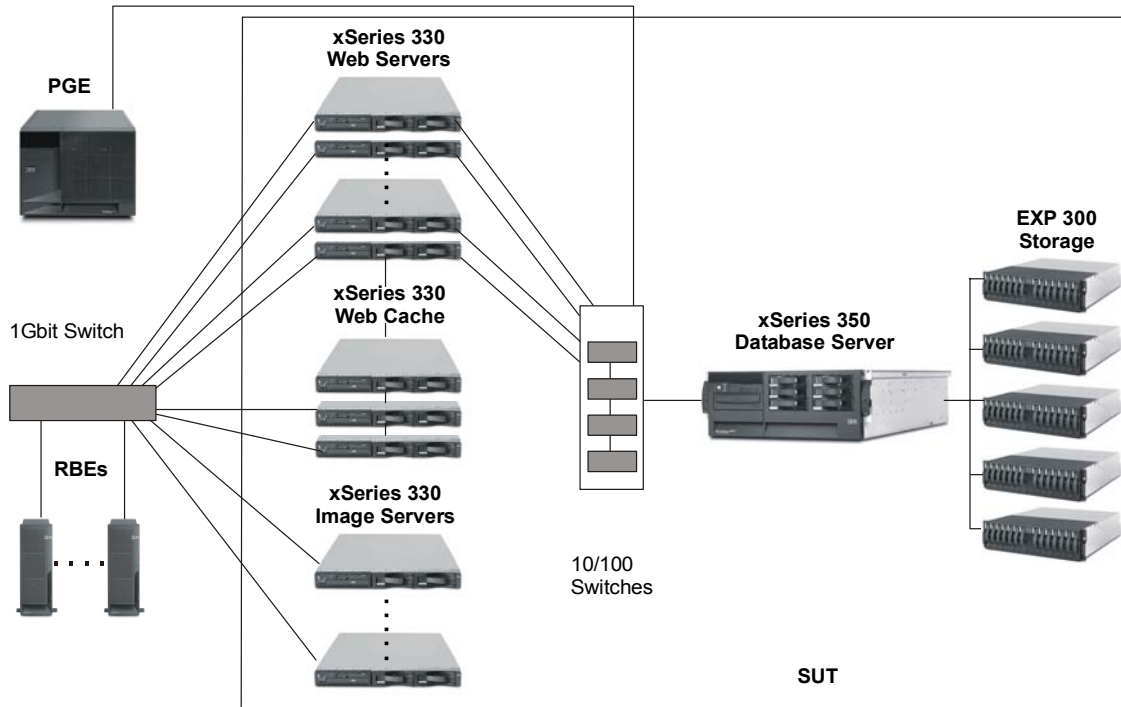 xSeries 330
Web Servers
PGE
EXP 300
Storage
xSeries 330
Web Cache
1Gbit Switch
xSeries 350
Database Server
RBEs
xSeries 330
Image Servers
10/100
Switches
SUT